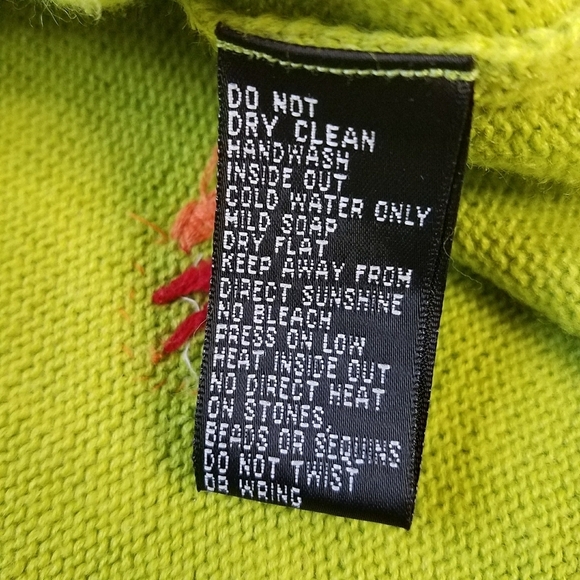 DO NOT
DRY CLEAN
HANDWASH
INSIDE OUT
COLD WATER ONLY
MILD SOAP
DRY FLAT
KEEP AWAY FROM
DIRECT SUNSHINE
NO BLEACH
PRESS ON LOW
HEAT INSIDE OUT
NO DIRECT HEAT
ON STONES,
BEADS OR SEQUINS
DO NOT TWIST
OR WRING